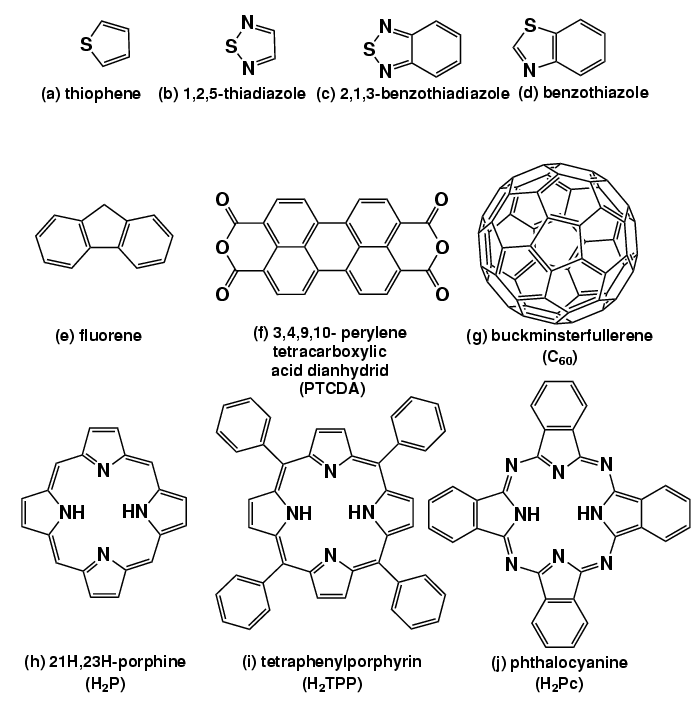 S
N
S
N
N
S
N
S
N
(a) thiophene
(b) 1,2,5-thiadiazole
(c) 2,1,3-benzothiadiazole
(d) benzothiazole
O
O
O
O
O
O
(e) fluorene
(f) 3,4,9,10- perylene
tetracarboxylic
acid dianhydrid
(PTCDA)
(g) buckminsterfullerene
(C₆₀)
N
NH
HN
N
N
NH
HN
N
N
N
N
NH
HN
N
N
N
(h) 21H,23H-porphine
(H₂P)
(i) tetraphenylporphyrin
(H₂TPP)
(j) phthalocyanine
(H₂Pc)